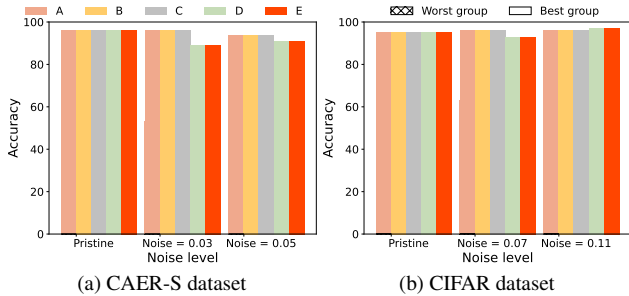 A B C D E
Worst group Best group
100
80
60
40
20
0
Accuracy
Pristine Noise = 0.03 Noise = 0.05
Noise level
(a) CAER-S dataset
100
80
60
40
20
0
Accuracy
Pristine Noise = 0.07 Noise = 0.11
Noise level
(b) CIFAR dataset